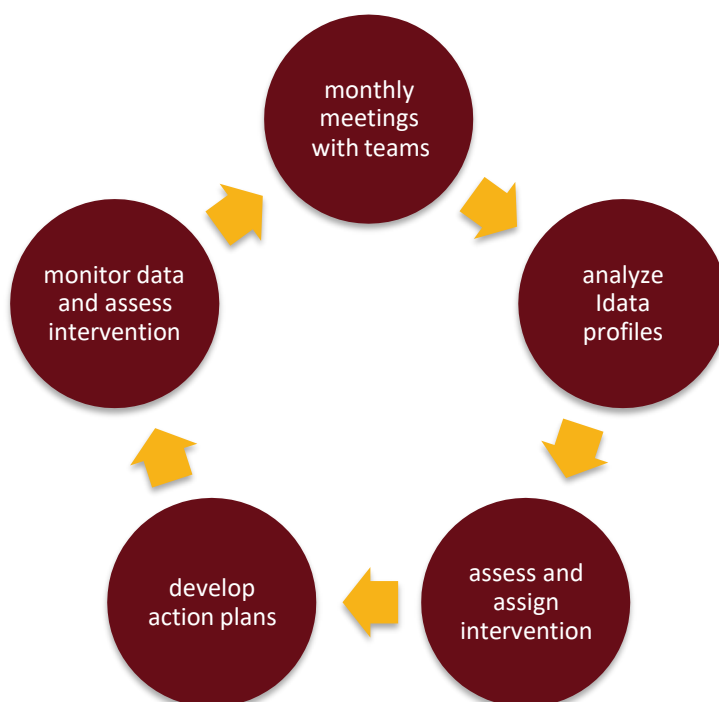 monthly
meetings
with teams
analyze
Idata
profiles
assess and
assign
intervention
develop
action plans
monitor data
and assess
intervention